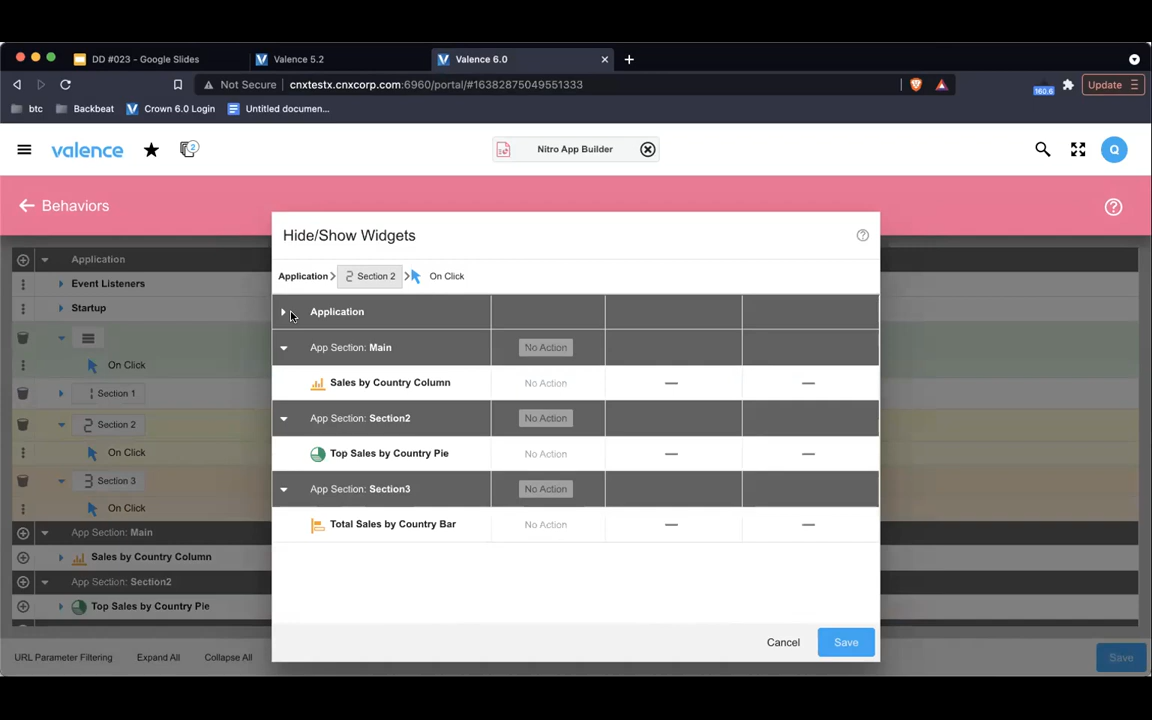 DD #023 - Google Slides
Valence 5.2
Valence 6.0
Not Secure
cnxtestx.cnxcorp.com:6960/portal/#16382875049551333
160.6
Update
btc
Backbeat
Crown 6.0 Login
Untitled documen...
valence
2
Nitro App Builder
Q
Behaviors
Hide/Show Widgets
Application
Section 2
On Click
Application
Event Listeners
Startup
On Click
Section 1
Section 2
On Click
Section 3
On Click
App Section: Main
Sales by Country Column
App Section: Section2
Top Sales by Country Pie
Application
App Section: Main
No Action
Sales by Country Column
No Action
App Section: Section2
No Action
Top Sales by Country Pie
No Action
App Section: Section3
No Action
Total Sales by Country Bar
No Action
Cancel
Save
URL Parameter Filtering
Expand All
Collapse All
Save